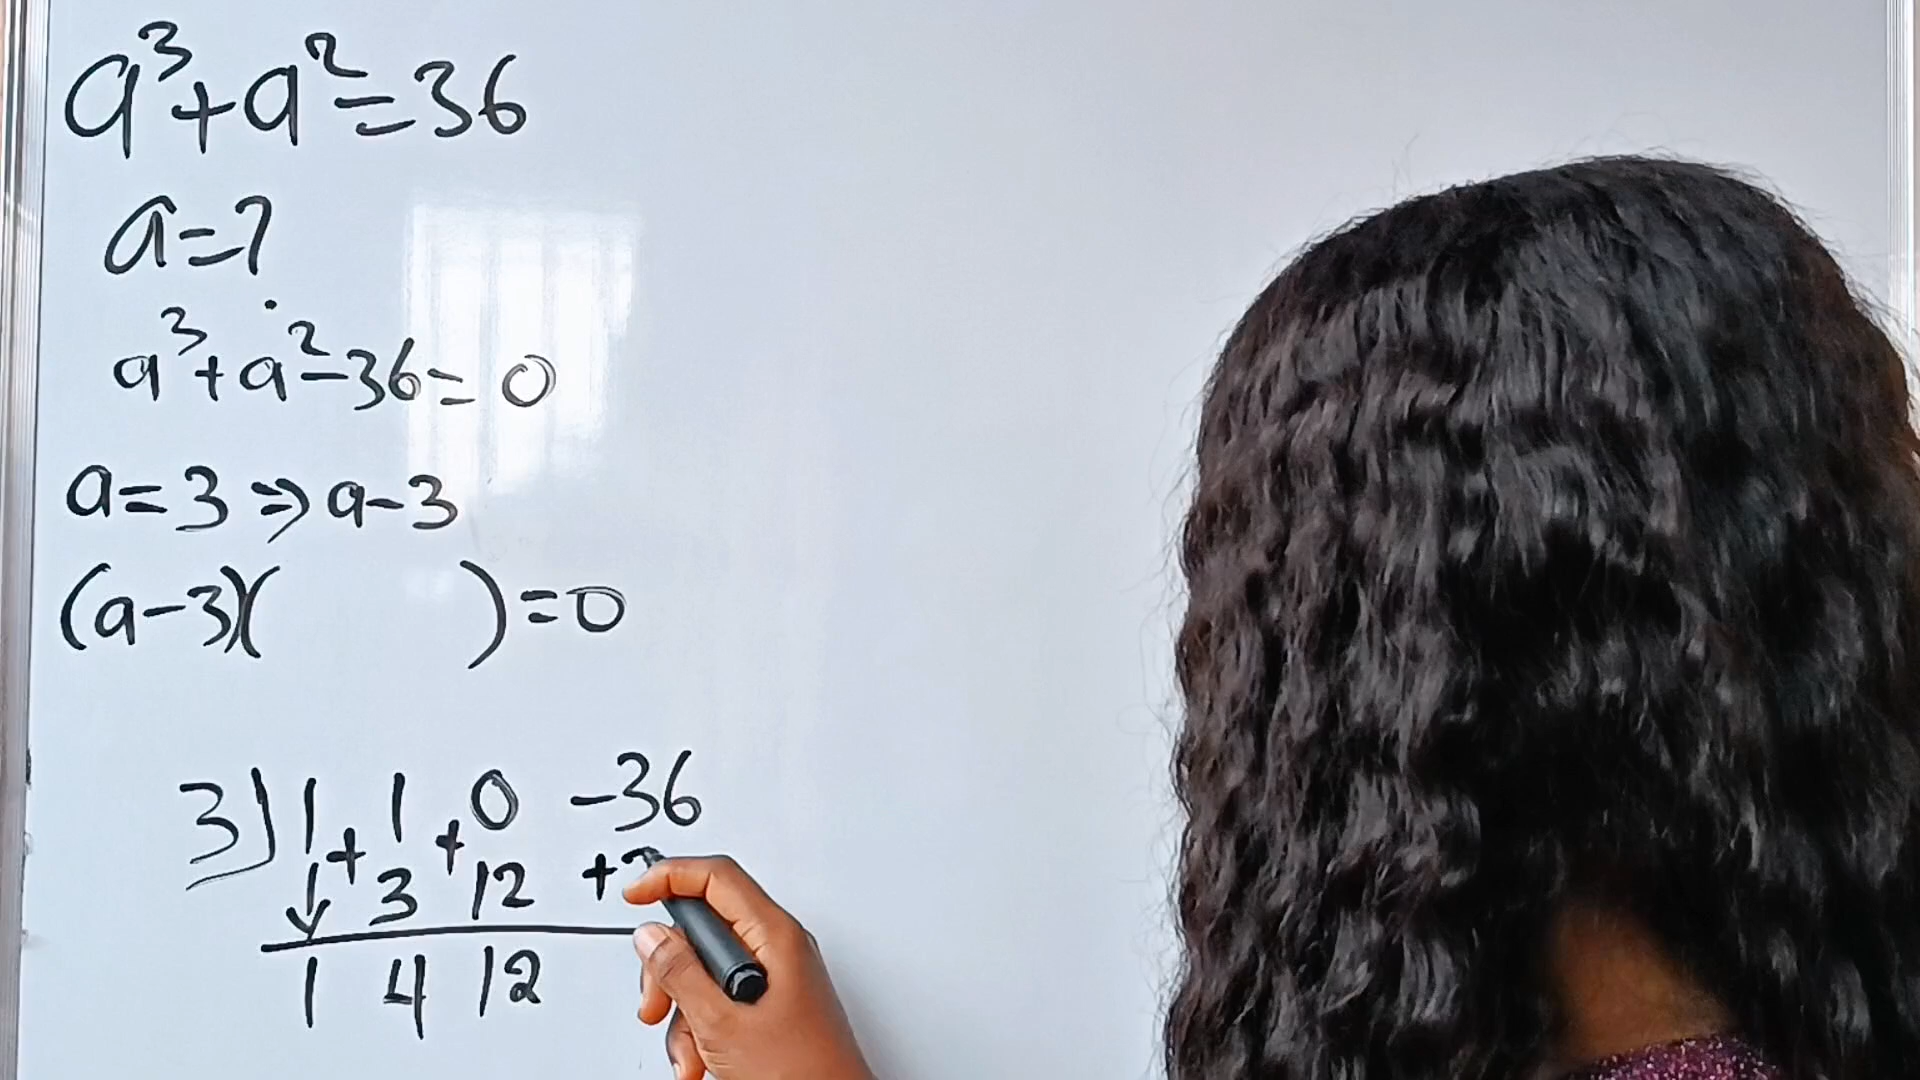 a³+a²=36
a=?
a³+a²-36=0
a=3⇒a-3
(a-3)( )=0
3) 1 1 0 -36
↓ + 3 + 12 +
1 4 12